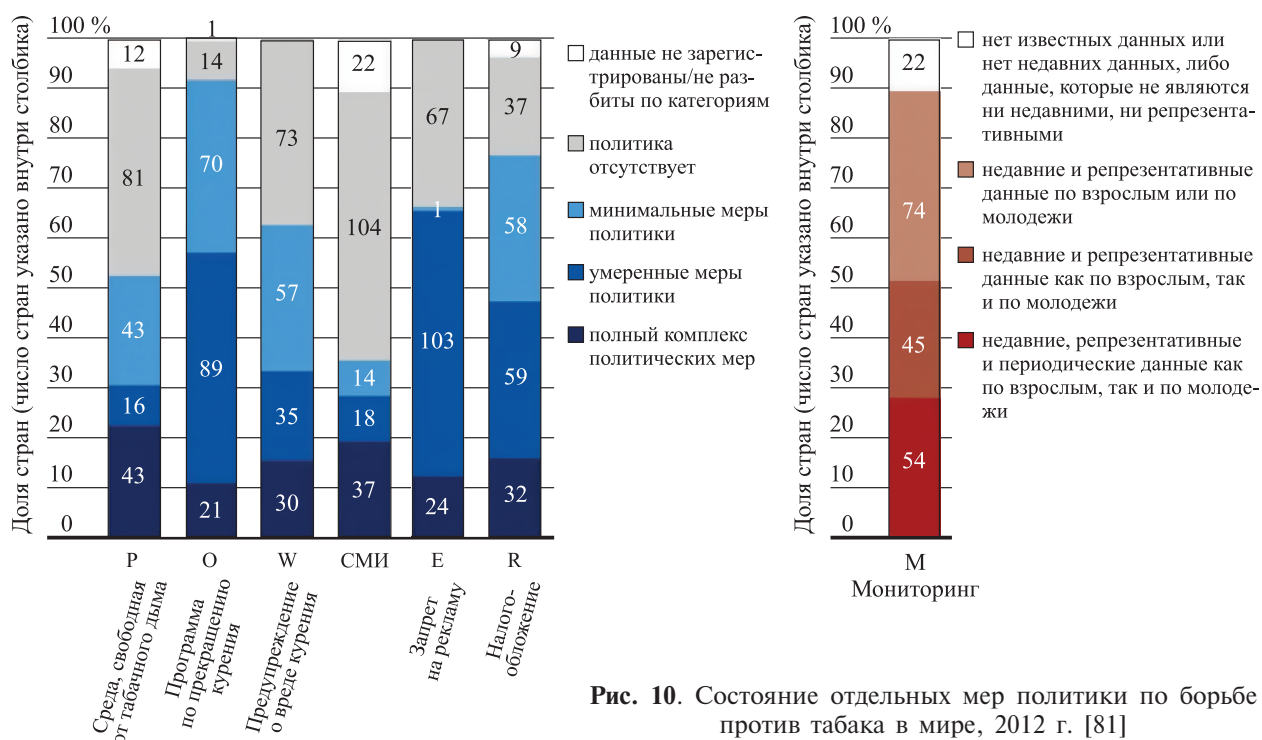 Доля стран (число стран указано внутри столбика)
100 %
90
80
70
60
50
40
30
20
10
0
12
81
43
16
43
1
14
70
89
21
73
57
35
30
22
104
14
18
37
67
1
103
24
9
37
58
59
32
P
O
W
СМИ
E
R
Среда, свободная
от табачного дыма
Программа
по прекращению
курения
Предупреждение
о вреде курения
Запрет
на рекламу
Налого-
обложение
данные не зарегис-
трированы/не раз-
биты по категориям
политика
отсутствует
минимальные меры
политики
умеренные меры
политики
полный комплекс
политических мер
Доля стран (число стран указано внутри столбика)
100 %
90
80
70
60
50
40
30
20
10
0
22
74
45
54
М
Мониторинг
нет известных данных или
нет недавних данных, либо
данные, которые не являются
ни недавними, ни репрезента-
тивными
недавние и репрезентативные
данные по взрослым или по
молодежи
недавние и репрезентативные
данные как по взрослым, так
и по молодежи
недавние, репрезентативные
и периодические данные как
по взрослым, так и по молоде-
жи
Рис. 10. Состояние отдельных мер политики по борьбе
против табака в мире, 2012 г. [81]